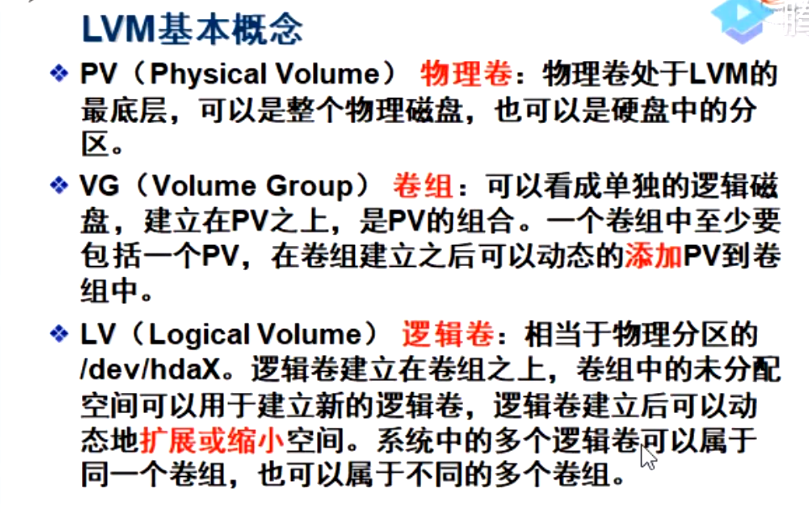 LVM基本概念
PV（Physical Volume） 物理卷：物理卷处于LVM的
最底层，可以是整个物理磁盘，也可以是硬盘中的分
区。
VG（Volume Group） 卷组：可以看成单独的逻辑磁
盘，建立在PV之上，是PV的组合。一个卷组中至少要
包括一个PV，在卷组建立之后可以动态的添加PV到卷
组中。
LV（Logical Volume） 逻辑卷：相当于物理分区的
/dev/hdaX。逻辑卷建立在卷组之上，卷组中的未分配
空间可以用于建立新的逻辑卷，逻辑卷建立后可以动
态地扩展或缩小空间。系统中的多个逻辑卷可以属于
同一个卷组，也可以属于不同的多个卷组。